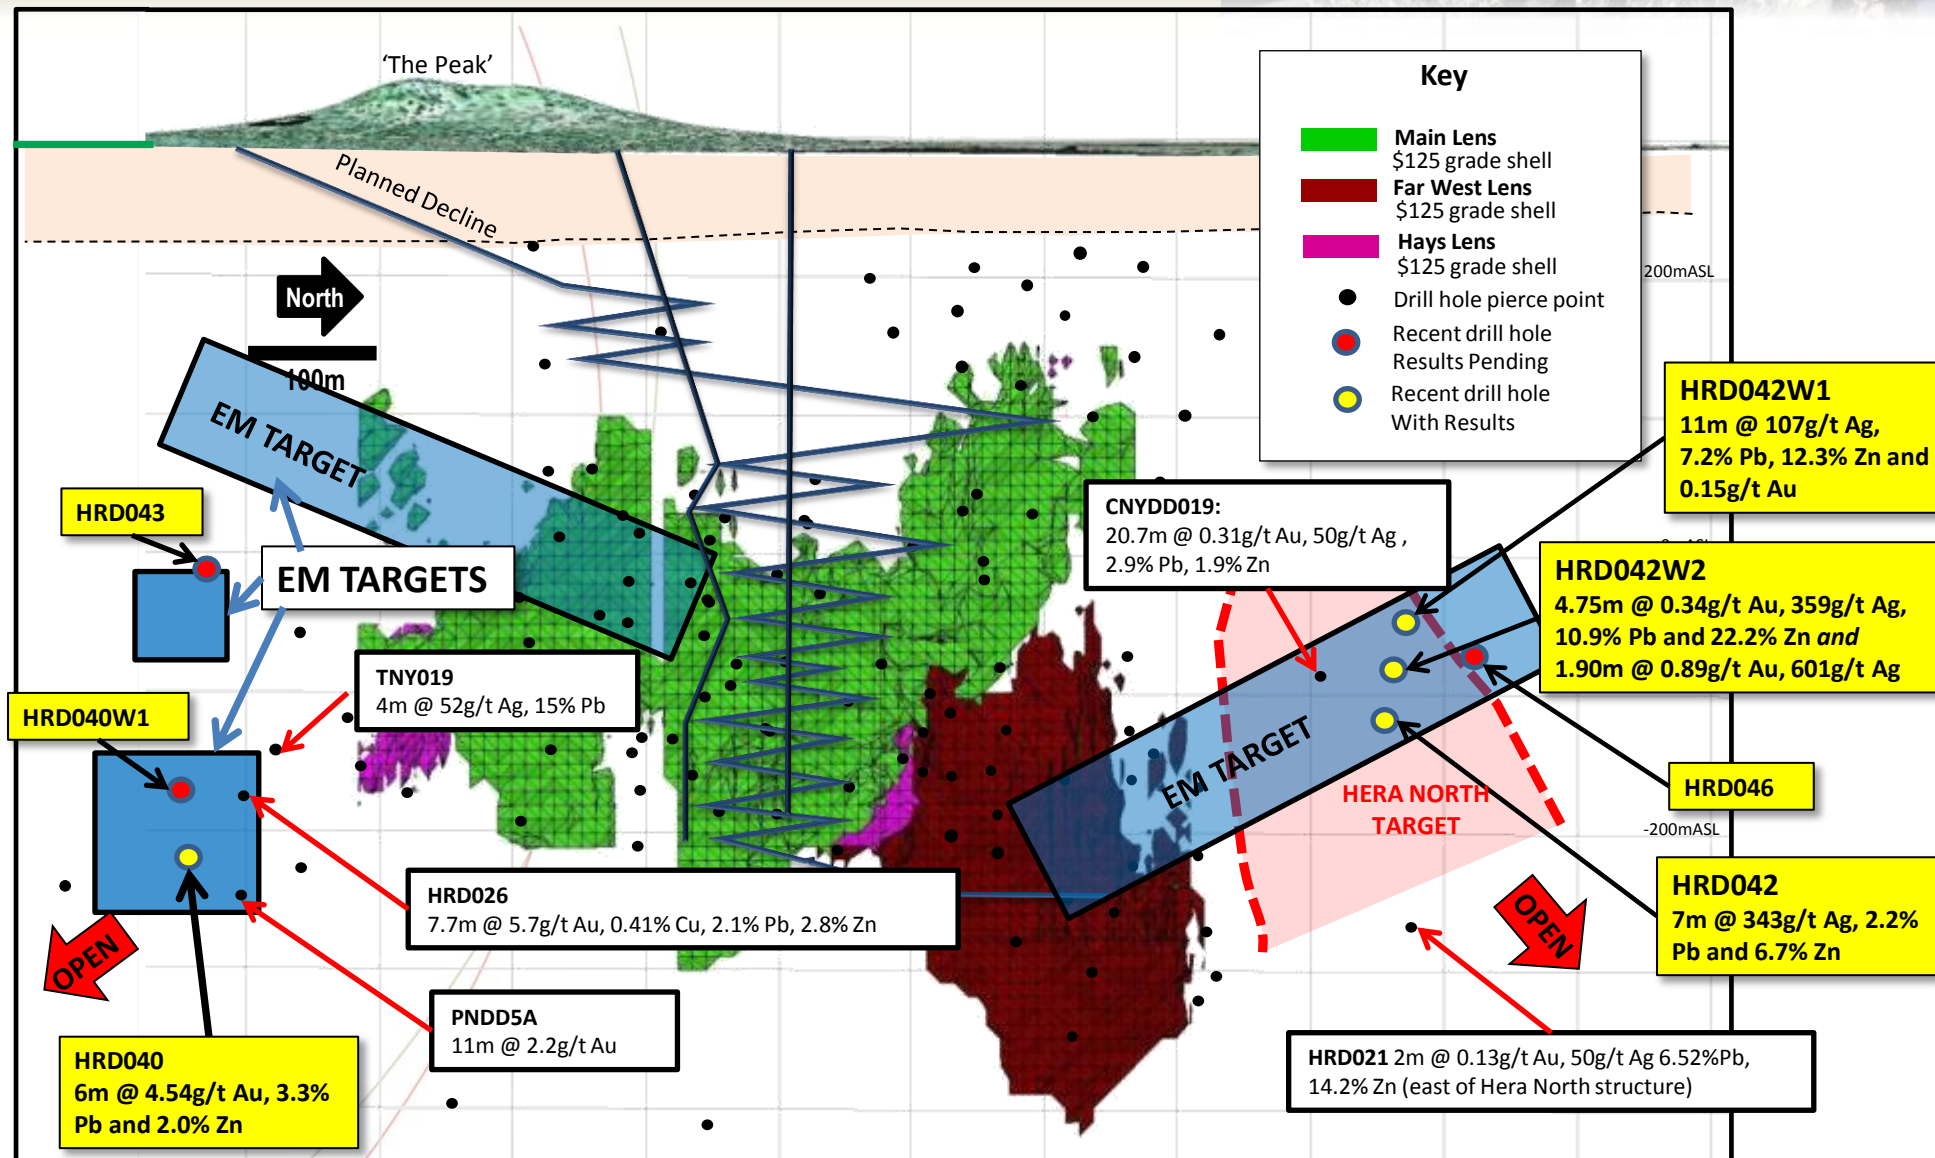 'The Peak'
Planned Decline
North
100m
Key
Main Lens
$125 grade shell
Far West Lens
$125 grade shell
Hays Lens
$125 grade shell
Drill hole pierce point
Recent drill hole
Results Pending
Recent drill hole
With Results
200mASL
EM TARGET
HRD043
EM TARGETS
HRD042W1
11m @ 107g/t Ag,
7.2% Pb, 12.3% Zn and
0.15g/t Au
CNYDD019:
20.7m @ 0.31g/t Au, 50g/t Ag ,
2.9% Pb, 1.9% Zn
HRD042W2
4.75m @ 0.34g/t Au, 359g/t Ag,
10.9% Pb and 22.2% Zn and
1.90m @ 0.89g/t Au, 601g/t Ag
TNY019
4m @ 52g/t Ag, 15% Pb
HRD040W1
EM TARGET
HERA NORTH
TARGET
HRD046
-200mASL
HRD026
7.7m @ 5.7g/t Au, 0.41% Cu, 2.1% Pb, 2.8% Zn
HRD042
7m @ 343g/t Ag, 2.2%
Pb and 6.7% Zn
OPEN
OPEN
PNDD5A
11m @ 2.2g/t Au
HRD040
6m @ 4.54g/t Au, 3.3%
Pb and 2.0% Zn
HRD021 2m @ 0.13g/t Au, 50g/t Ag 6.52%Pb,
14.2% Zn (east of Hera North structure)